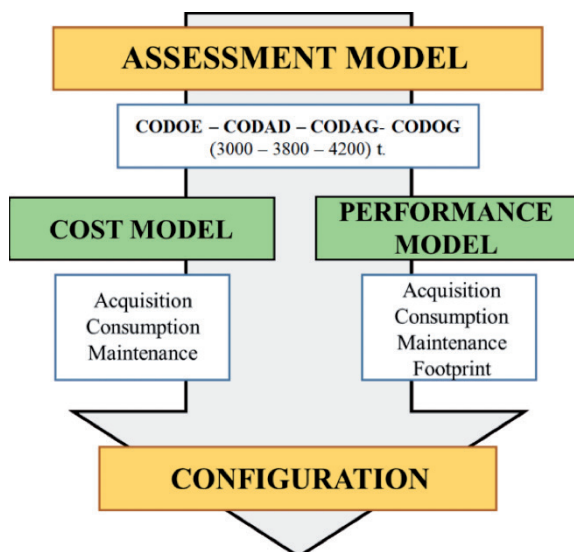 ASSESSMENT MODEL
CODOE – CODAD – CODAG- CODOG
(3000 – 3800 – 4200) t.
COST MODEL
Acquisition
Consumption
Maintenance
PERFORMANCE
MODEL
Acquisition
Consumption
Maintenance
Footprint
CONFIGURATION